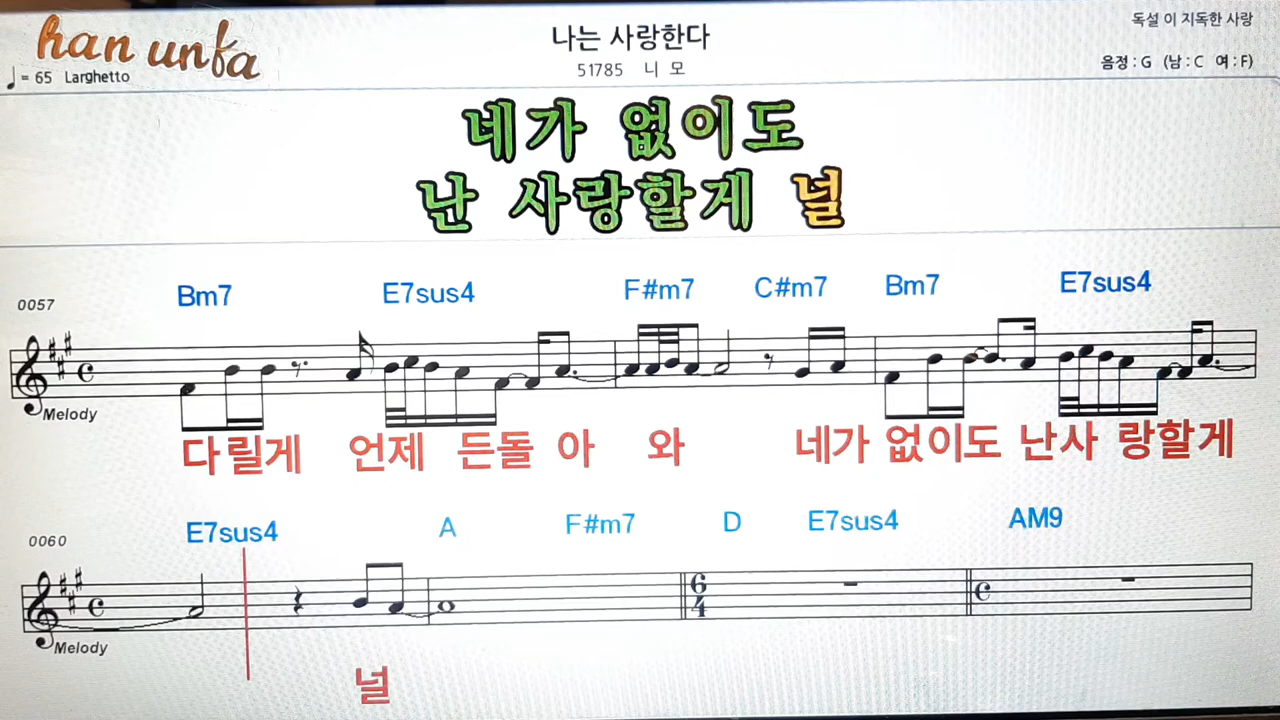 han unfa
나는 사랑한다
독설 이 지독한 사랑
♩= 65 Larghetto
51785 니 모
음정 : G (남 : C 여 : F)
네가 없이도
난 사랑할게 널
0057
Bm7 E7sus4 F#m7 C#m7 Bm7 E7sus4
Melody
다릴게 언제 든돌 아 와 네가 없이도 난사 랑할게
0060
E7sus4 A F#m7 D E7sus4 AM9
6
4
Melody
널